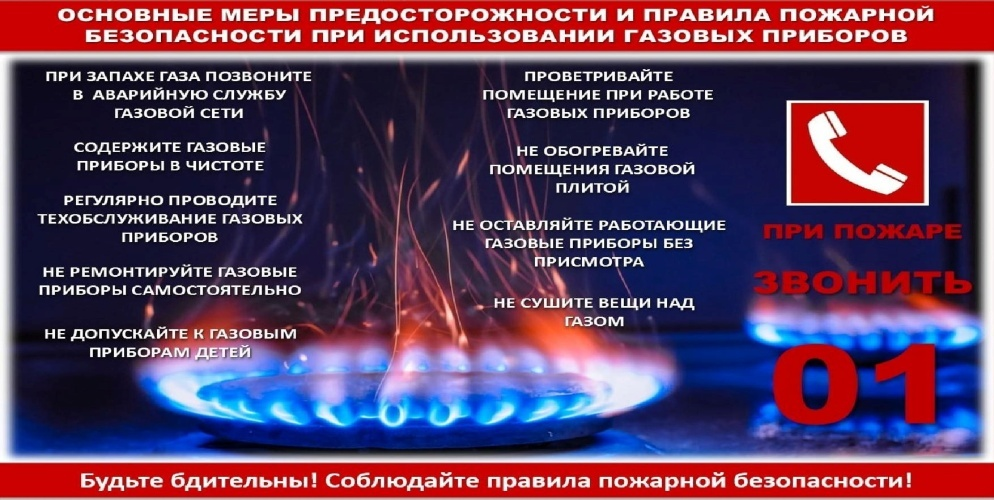 ОСНОВНЫЕ МЕРЫ ПРЕДОСТОРОЖНОСТИ И ПРАВИЛА ПОЖАРНОЙ
БЕЗОПАСНОСТИ ПРИ ИСПОЛЬЗОВАНИИ ГАЗОВЫХ ПРИБОРОВ
ПРИ ЗАПАХЕ ГАЗА ПОЗВОНИТЕ
В АВАРИЙНУЮ СЛУЖБУ
ГАЗОВОЙ СЕТИ
СОДЕРЖИТЕ ГАЗОВЫЕ
ПРИБОРЫ В ЧИСТОТЕ
РЕГУЛЯРНО ПРОВОДИТЕ
ТЕХОБСЛУЖИВАНИЕ ГАЗОВЫХ
ПРИБОРОВ
НЕ РЕМОНТИРУЙТЕ ГАЗОВЫЕ
ПРИБОРЫ САМОСТОЯТЕЛЬНО
НЕ ДОПУСКАЙТЕ К ГАЗОВЫМ
ПРИБОРАМ ДЕТЕЙ
ПРОВЕТРИВАЙТЕ
ПОМЕЩЕНИЕ ПРИ РАБОТЕ
ГАЗОВЫХ ПРИБОРОВ
НЕ ОБОГРЕВАЙТЕ
ПОМЕЩЕНИЯ ГАЗОВОЙ
ПЛИТОЙ
НЕ ОСТАВЛЯЙТЕ РАБОТАЮЩИЕ
ГАЗОВЫЕ ПРИБОРЫ БЕЗ
ПРИСМОТРА
НЕ СУШИТЕ ВЕЩИ НАД
ГАЗОМ
ПРИ ПОЖАРЕ
ЗВОНИТЬ
01
Будьте бдительны! Соблюдайте правила пожарной безопасности!